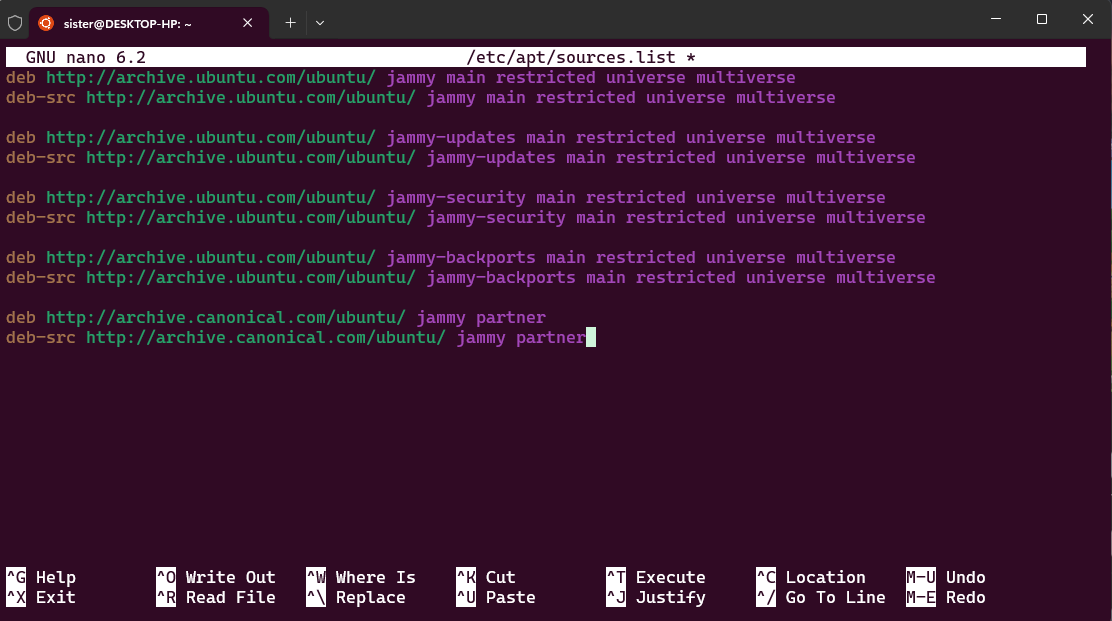 sister@DESKTOP-HP: ~
GNU nano 6.2 /etc/apt/sources.list *
deb http://archive.ubuntu.com/ubuntu/ jammy main restricted universe multiverse
deb-src http://archive.ubuntu.com/ubuntu/ jammy main restricted universe multiverse
deb http://archive.ubuntu.com/ubuntu/ jammy-updates main restricted universe multiverse
deb-src http://archive.ubuntu.com/ubuntu/ jammy-updates main restricted universe multiverse
deb http://archive.ubuntu.com/ubuntu/ jammy-security main restricted universe multiverse
deb-src http://archive.ubuntu.com/ubuntu/ jammy-security main restricted universe multiverse
deb http://archive.ubuntu.com/ubuntu/ jammy-backports main restricted universe multiverse
deb-src http://archive.ubuntu.com/ubuntu/ jammy-backports main restricted universe multiverse
deb http://archive.canonical.com/ubuntu/ jammy partner
deb-src http://archive.canonical.com/ubuntu/ jammy partner
^G Help ^O Write Out ^W Where Is ^K Cut ^T Execute ^C Location M-U Undo
^X Exit ^R Read File ^\ Replace ^U Paste ^J Justify ^/ Go To Line M-E Redo